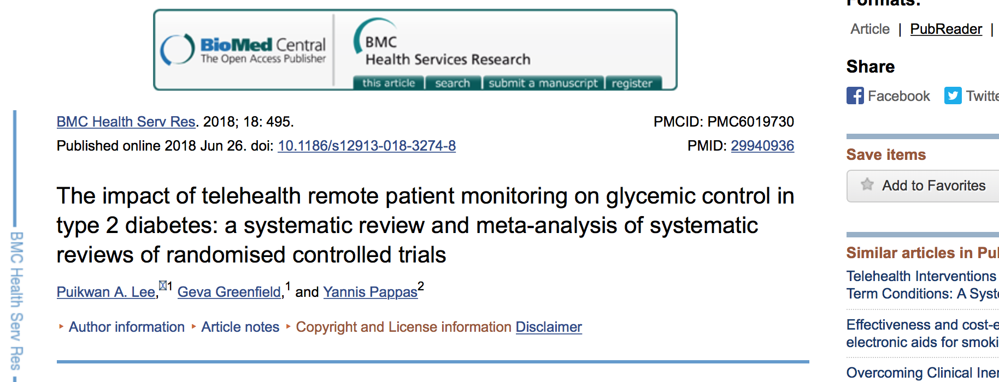 BioMed Central
The Open Access Publisher
BMC
Health Services Research
this article search submit a manuscript register
BMC Health Serv Res. 2018; 18: 495.
PMCID: PMC6019730
Published online 2018 Jun 26. doi: 10.1186/s12913-018-3274-8
PMID: 29940936
The impact of telehealth remote patient monitoring on glycemic control in
type 2 diabetes: a systematic review and meta-analysis of systematic
reviews of randomised controlled trials
Puikwan A. Lee,1 Geva Greenfield,1 and Yannis Pappas2
Author information Article notes Copyright and License information Disclaimer
BMC Health Serv Res
Formats:
Article | PubReader |
Share
Facebook Twitte
Save items
Add to Favorites
Similar articles in Pu
Telehealth Interventions
Term Conditions: A Syst
Effectiveness and cost-e
electronic aids for smoki
Overcoming Clinical Iner